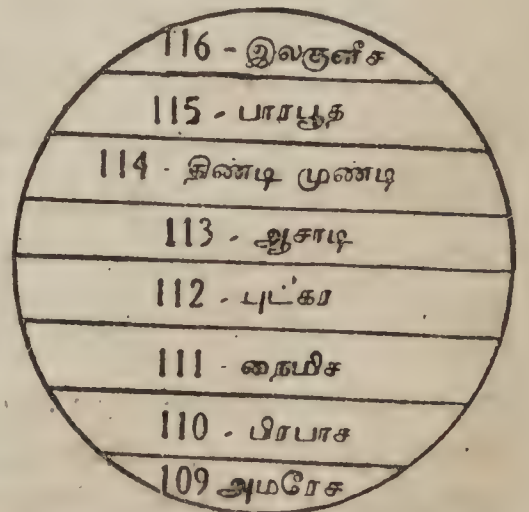 116 - இலகுளீச
115 - பாரபூத
114 - திண்டி முண்டி
113 - ஆசாடி
112 - புட்கர
111 - நைமிச
110 - பிரபாச
109 அமரேச